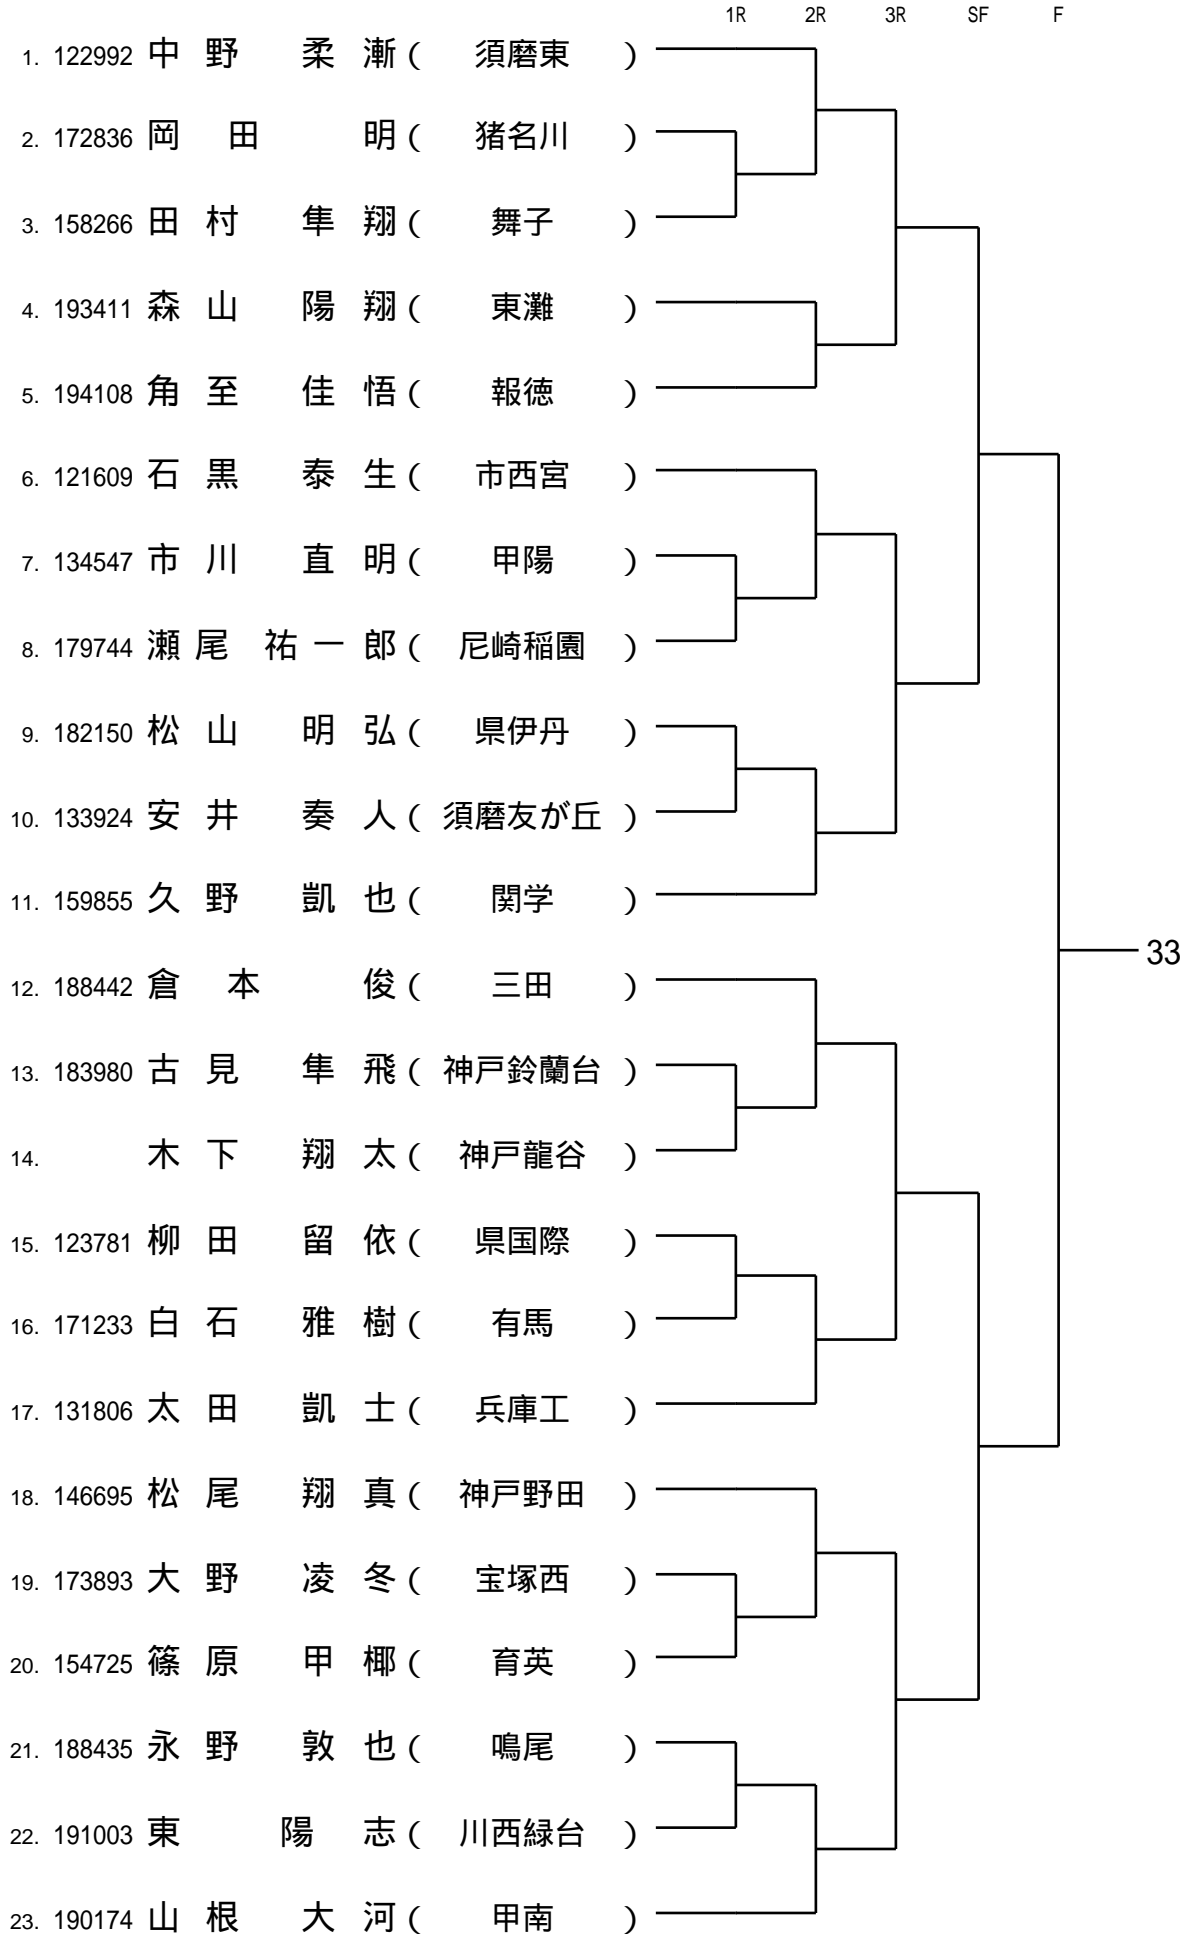 1R 2R 3R SF F
1. 122992 中野 柔漸 ( 須磨東 )
2. 172836 岡田 明 ( 猪名川 )
3. 158266 田村 隼翔 ( 舞子 )
4. 193411 森山 陽翔 ( 東灘 )
5. 194108 角至 佳悟 ( 報徳 )
6. 121609 石黒 泰生 ( 市西宮 )
7. 134547 市川 直明 ( 甲陽 )
8. 179744 瀬尾 祐一郎 ( 尼崎稲園 )
9. 182150 松山 明弘 ( 県伊丹 )
10. 133924 安井 奏人 ( 須磨友が丘 )
11. 159855 久野 凱也 ( 関学 )
33
12. 188442 倉本 俊 ( 三田 )
13. 183980 古見 隼飛 ( 神戸鈴蘭台 )
14. 木下 翔太 ( 神戸龍谷 )
15. 123781 柳田 留依 ( 県国際 )
16. 171233 白石 雅樹 ( 有馬 )
17. 131806 太田 凱士 ( 兵庫工 )
18. 146695 松尾 翔真 ( 神戸野田 )
19. 173893 大野 凌冬 ( 宝塚西 )
20. 154725 篠原 甲椰 ( 育英 )
21. 188435 永野 敦也 ( 鳴尾 )
22. 191003 東 陽志 ( 川西緑台 )
23. 190174 山根 大河 ( 甲南 )